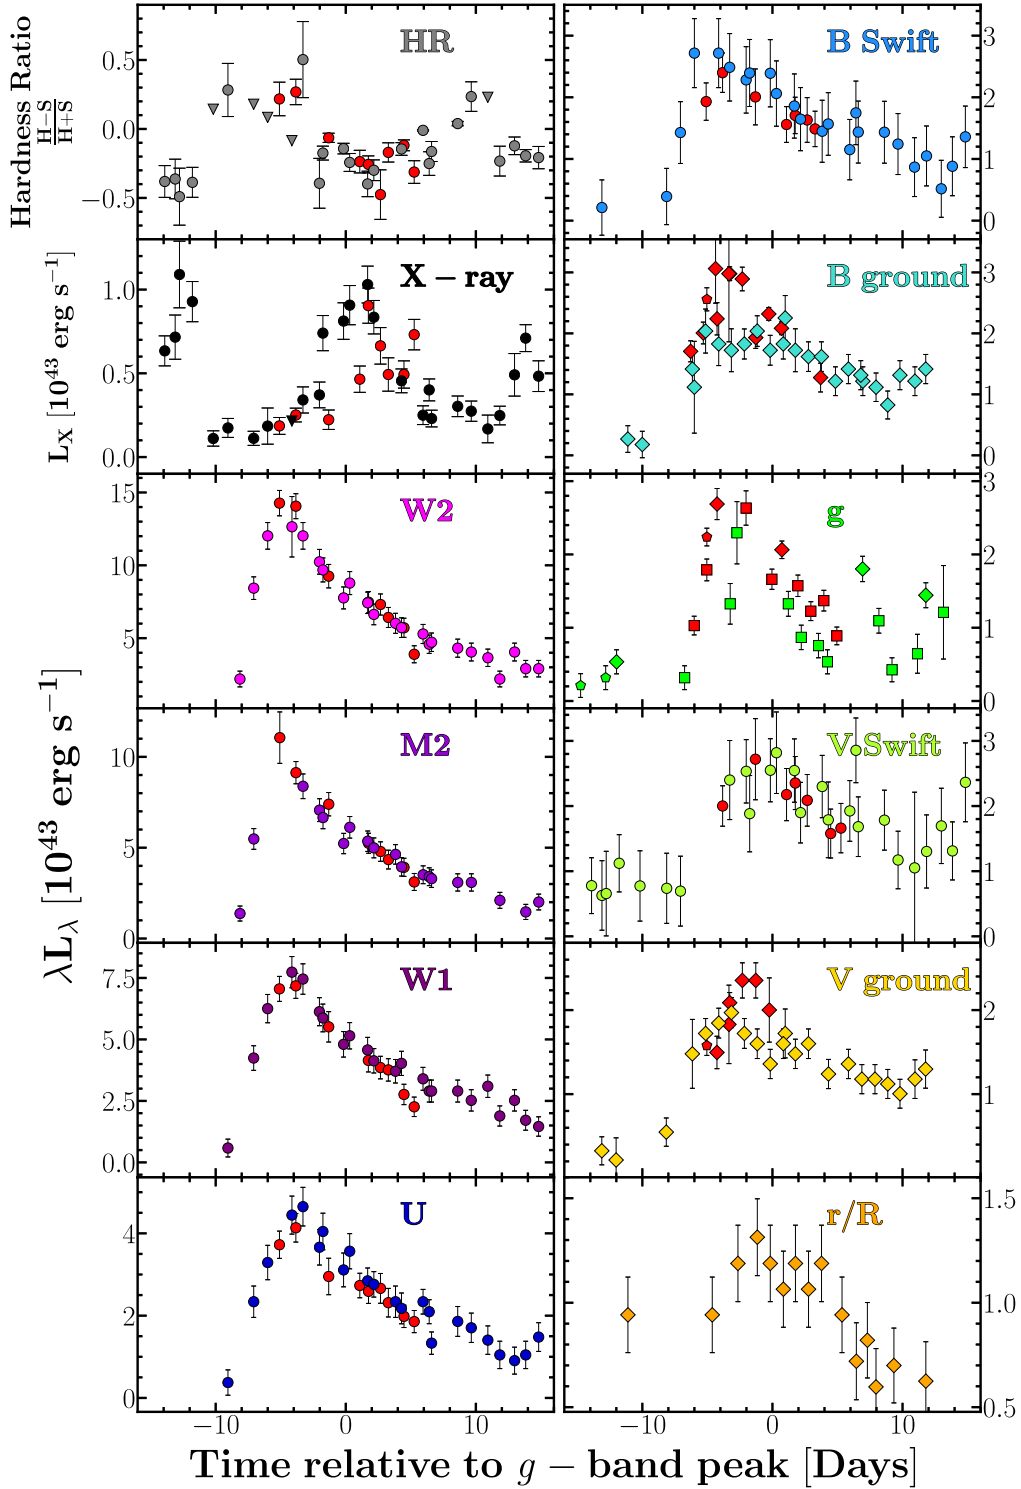 Hardness Ratio
H−S
H+S
0.5
0.0
−0.5
HR
B Swift
3
2
1
0
L_X [10^43 erg s^−1]
1.0
0.5
0.0
X − ray
B ground
3
2
1
0
λL_λ [10^43 erg s^−1]
15
10
5
W2
g
3
2
1
0
10
5
0
M2
V Swift
3
2
1
0
7.5
5.0
2.5
0.0
W1
V ground
2
1
4
2
0
U
r/R
1.5
1.0
0.5
−10 0 10
−10 0 10
Time relative to g − band peak [Days]